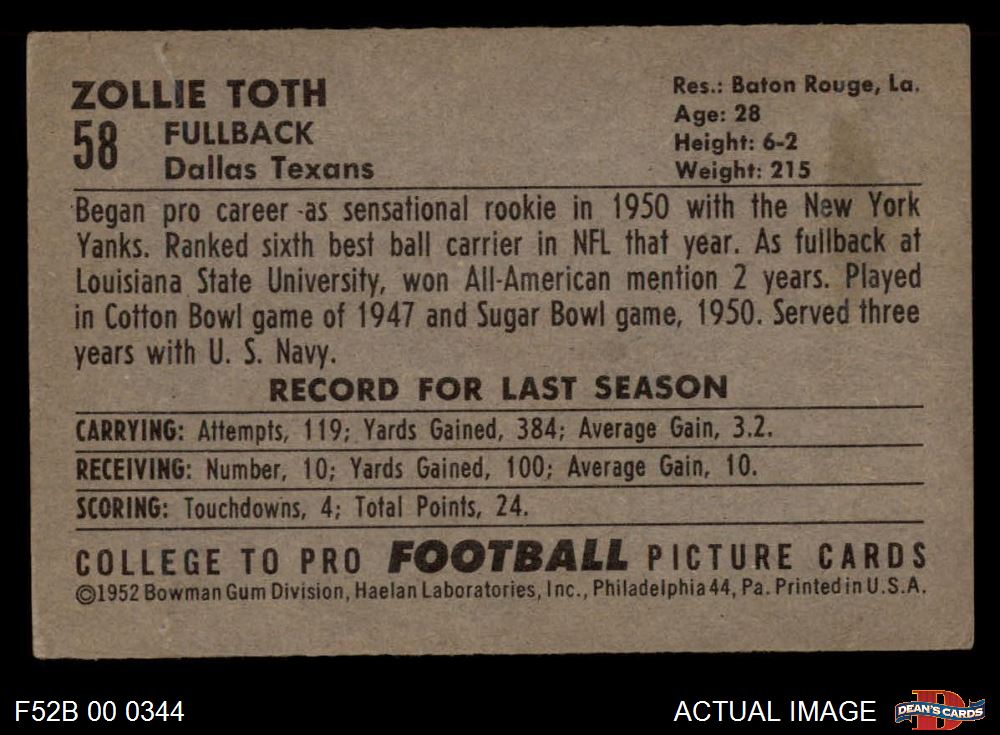 ZOLLIE TOTH
58 FULLBACK
Dallas Texans
Res.: Baton Rouge, La.
Age: 28
Height: 6-2
Weight: 215
Began pro career as sensational rookie in 1950 with the New York
Yanks. Ranked sixth best ball carrier in NFL that year. As fullback at
Louisiana State University, won All-American mention 2 years. Played
in Cotton Bowl game of 1947 and Sugar Bowl game, 1950. Served three
years with U. S. Navy.
RECORD FOR LAST SEASON
CARRYING: Attempts, 119; Yards Gained, 384; Average Gain, 3.2.
RECEIVING: Number, 10; Yards Gained, 100; Average Gain, 10.
SCORING: Touchdowns, 4; Total Points, 24.
COLLEGE TO PRO FOOTBALL PICTURE CARDS
©1952 Bowman Gum Division, Haelan Laboratories, Inc., Philadelphia 44, Pa. Printed in U.S.A.
F52B 00 0344
ACTUAL IMAGE
D
DEAN'S CARDS